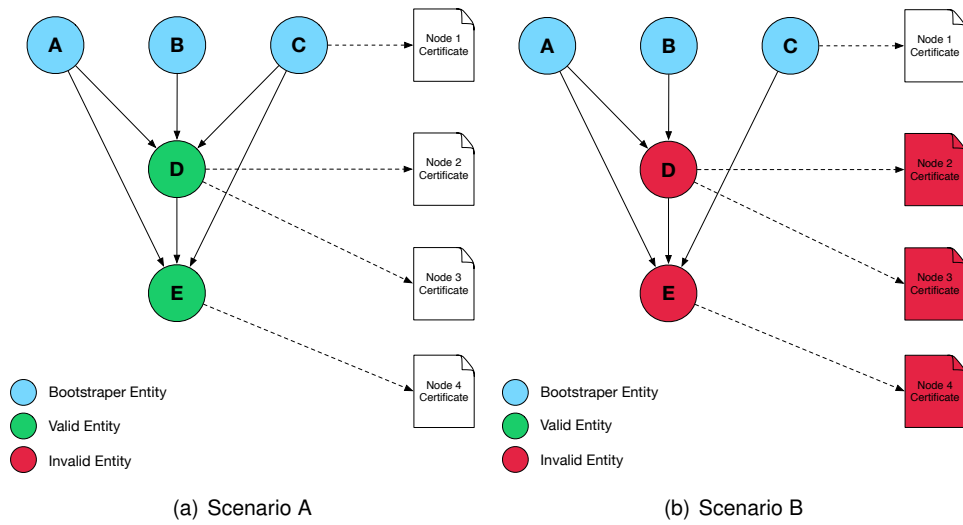 A
B
C
Node 1
Certificate
D
Node 2
Certificate
E
Node 3
Certificate
Node 4
Certificate
Bootstraper Entity
Valid Entity
Invalid Entity
(a) Scenario A
A
B
C
Node 1
Certificate
D
Node 2
Certificate
E
Node 3
Certificate
Node 4
Certificate
Bootstraper Entity
Valid Entity
Invalid Entity
(b) Scenario B